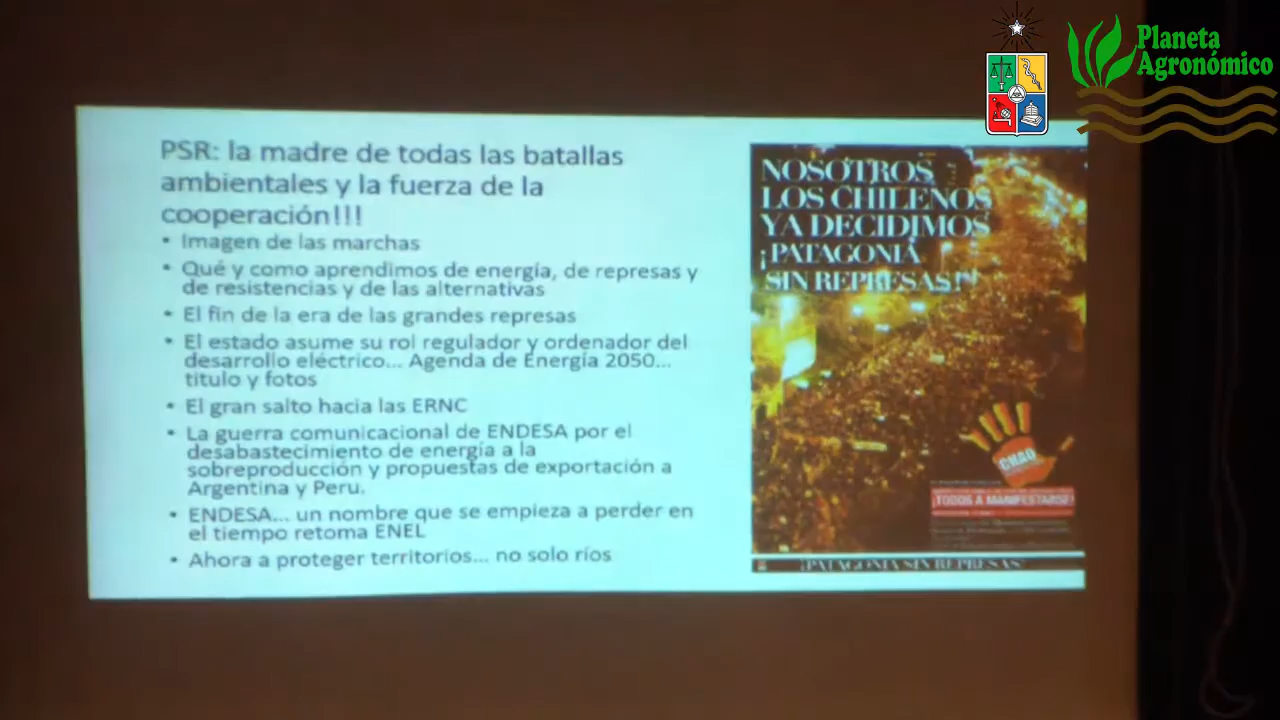 Planeta
Agronómico
PSR: la madre de todas las batallas
ambientales y la fuerza de la
cooperación!!!
• Imagen de las marchas
• Qué y como aprendimos de energía, de represas y
de resistencias y de las alternativas
• El fin de la era de las grandes represas
• El estado asume su rol regulador y ordenador del
desarrollo eléctrico... Agenda de Energía 2050...
titulo y fotos
• El gran salto hacia las ERNC
• La guerra comunicacional de ENDESA por el
desabastecimiento de energía a la
sobreproducción y propuestas de exportación a
Argentina y Peru.
• ENDESA... un nombre que se empieza a perder en
el tiempo retoma ENEL
• Ahora a proteger territorios... no solo ríos
NOSOTROS
LOS CHILENOS
YA DECIDIMOS
¡PATAGONIA
SIN REPRESAS!
CHAO
¡TODOS A MANIFESTARSE!
¡PATAGONIA SIN REPRESAS!